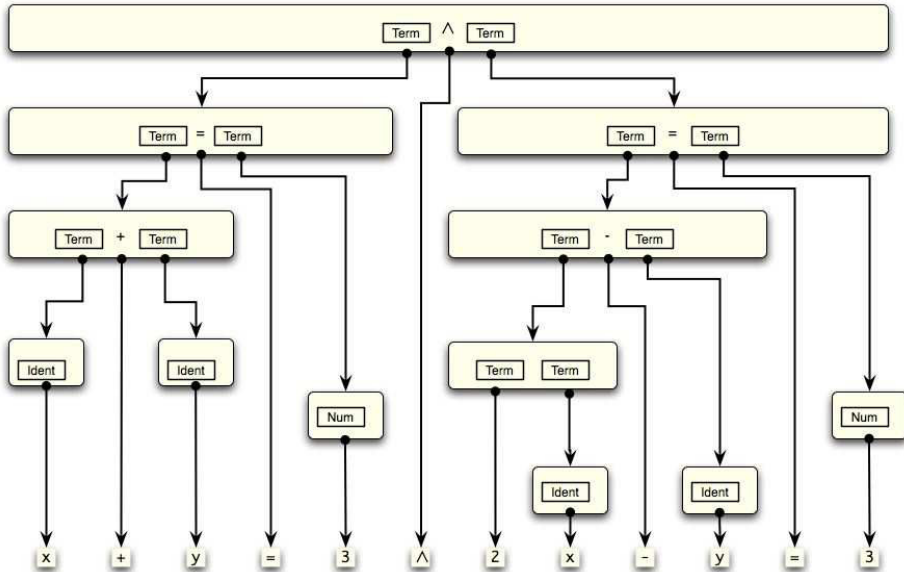 Term ∧ Term
Term = Term
Term = Term
Term + Term
Term - Term
Ident
Ident
Term Term
Num
Num
Ident
Ident
x + y = 3 ∧ 2 x - y = 3